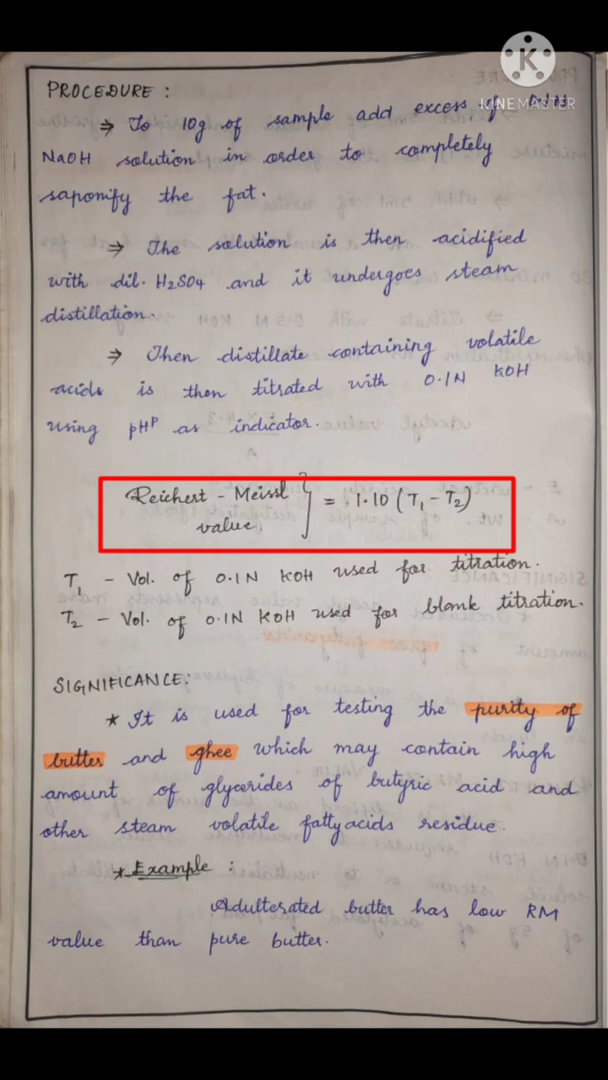 KINEMASTER
PROCEDURE :
⇒ To 10g of sample add excess of
NaOH solution in order to completely
saponify the fat.
⇒ The solution is then acidified
with dil. H2SO4 and it undergoes steam
distillation.
⇒ Then distillate containing volatile
acids is then titrated with 0.1N KOH
using pHP as indicator.
Reichert - Meissl
value } = 1.10 (T1 - T2)
T1 - Vol. of 0.1N KOH used for titration.
T2 - Vol. of 0.1N KOH used for blank titration.
SIGNIFICANCE:
* It is used for testing the purity of
butter and ghee which may contain high
amount of glycerides of butyric acid and
other steam volatile fattyacids residue.
* Example :
Adulterated butter has low RM
value than pure butter.